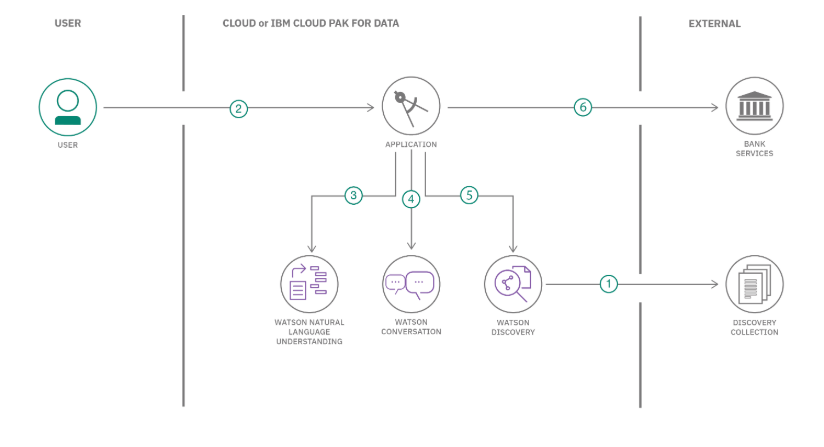 USER
CLOUD or IBM CLOUD PAK FOR DATA
EXTERNAL
2
6
USER
APPLICATION
BANK
SERVICES
3
4
5
1
WATSON NATURAL
LANGUAGE
UNDERSTANDING
WATSON
CONVERSATION
WATSON
DISCOVERY
DISCOVERY
COLLECTION